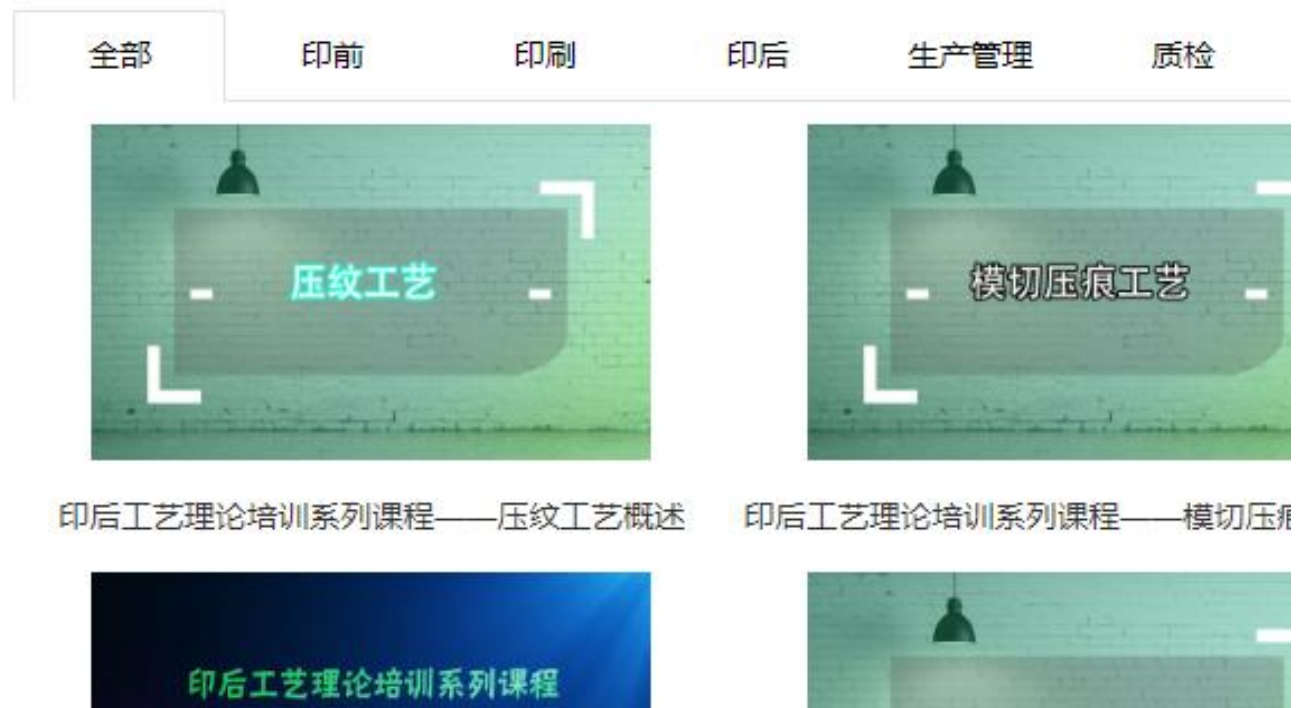 全部 印前 印刷 印后 生产管理 质检
压纹工艺 模切压痕工艺
印后工艺理论培训系列课程——压纹工艺概述 印后工艺理论培训系列课程——模切压
印后工艺理论培训系列课程